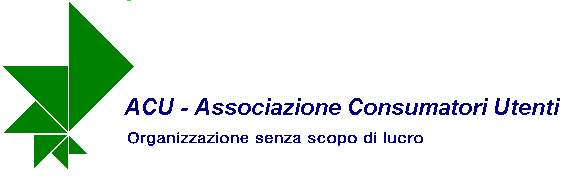 ACU - Associazione Consumatori Utenti
Organizzazione senza scopo di lucro